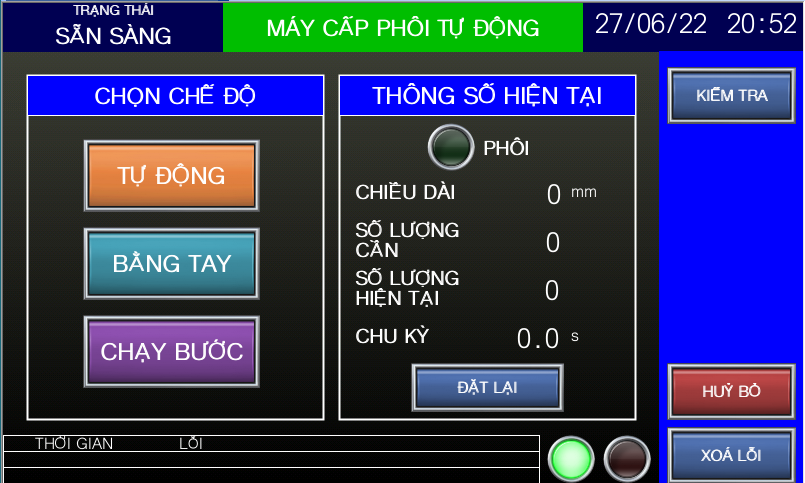 TRẠNG THÁI
SẴN SÀNG
MÁY CẤP PHÔI TỰ ĐỘNG
27/06/22 20:52
CHỌN CHẾ ĐỘ
TỰ ĐỘNG
BẰNG TAY
CHẠY BƯỚC
THÔNG SỐ HIỆN TẠI
PHÔI
CHIỀU DÀI 0 mm
SỐ LƯỢNG
CẦN 0
SỐ LƯỢNG
HIỆN TẠI 0
CHU KỲ 0.0 s
ĐẶT LẠI
KIỂM TRA
HUỶ BỎ
XOÁ LỖI
THỜI GIAN LỖI